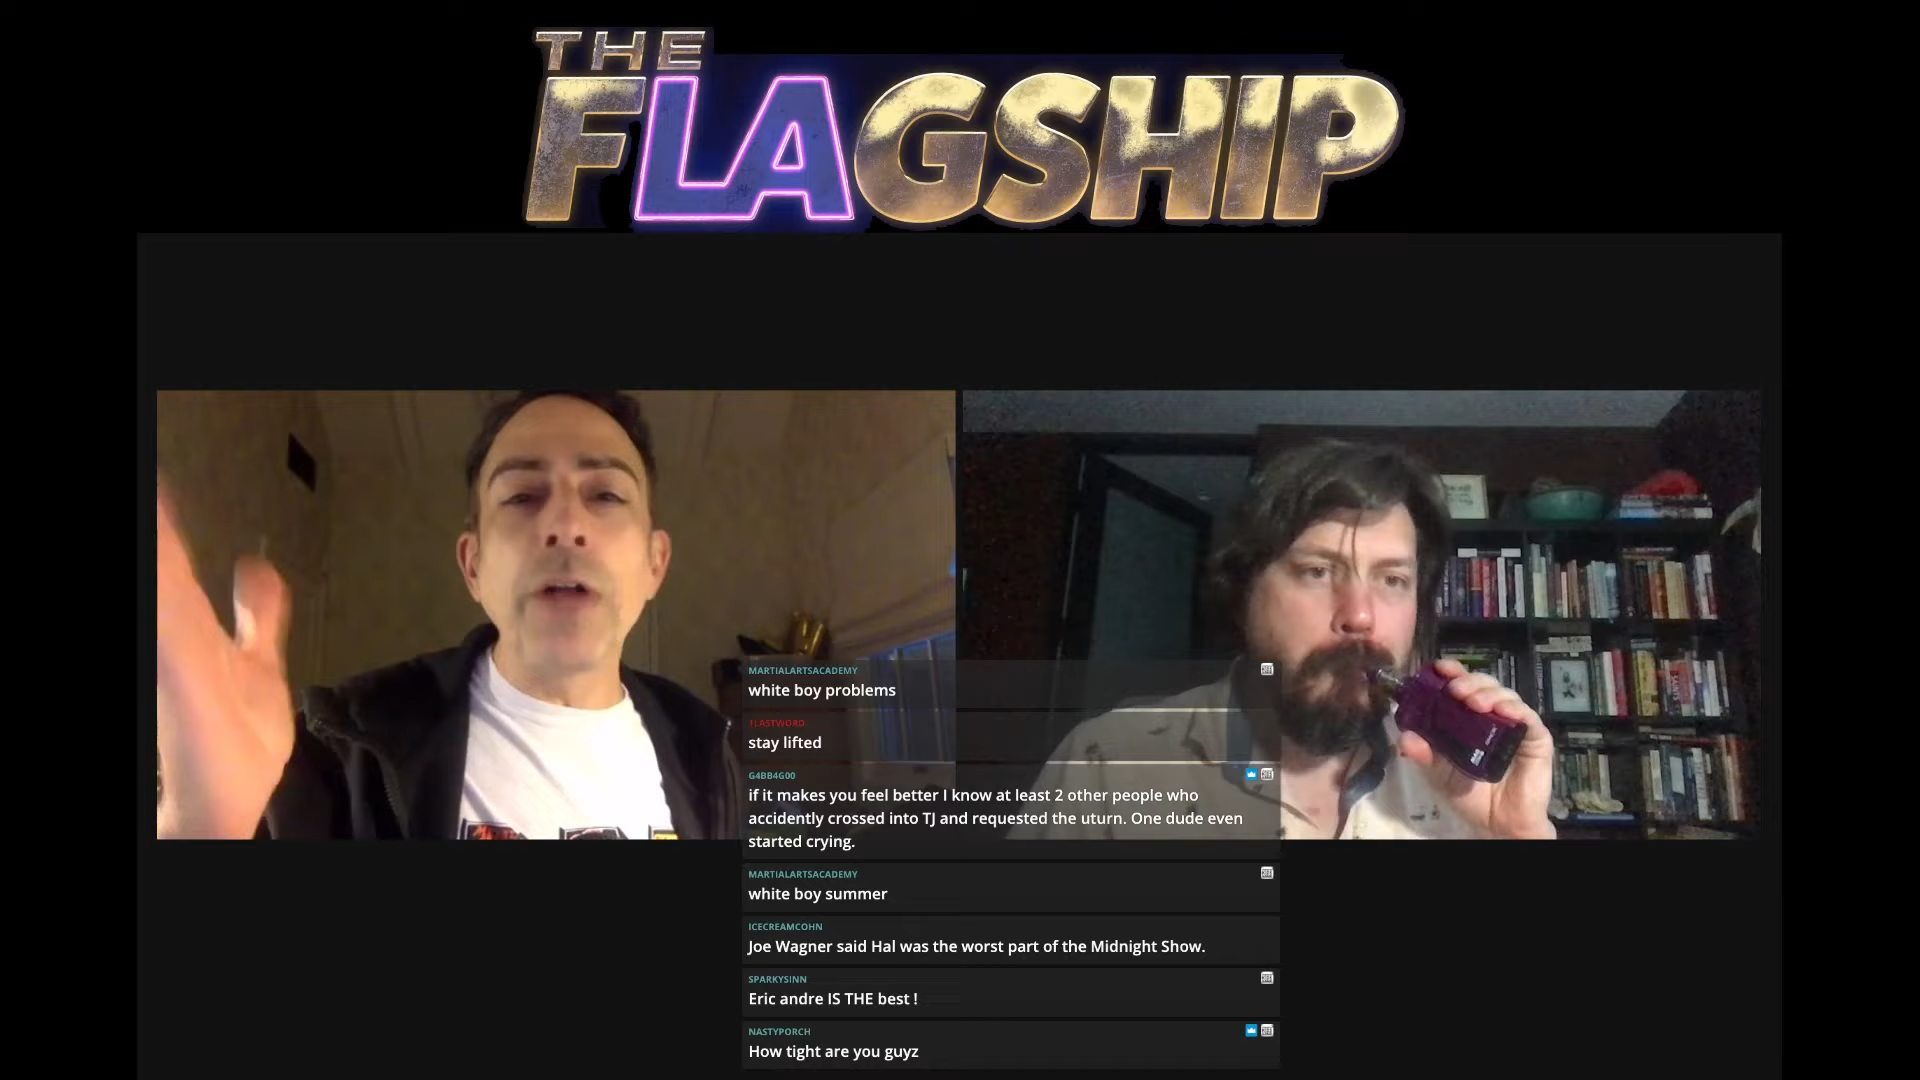 THE
FLAGSHIP
MARTIALARTSACADEMY
white boy problems
1LASTWORD
stay lifted
G4BB4G00
if it makes you feel better I know at least 2 other people who
accidently crossed into TJ and requested the uturn. One dude even
started crying.
MARTIALARTSACADEMY
white boy summer
ICECREAMCOHN
Joe Wagner said Hal was the worst part of the Midnight Show.
SPARKYSINN
Eric andre IS THE best !
NASTYPORCH
How tight are you guyz